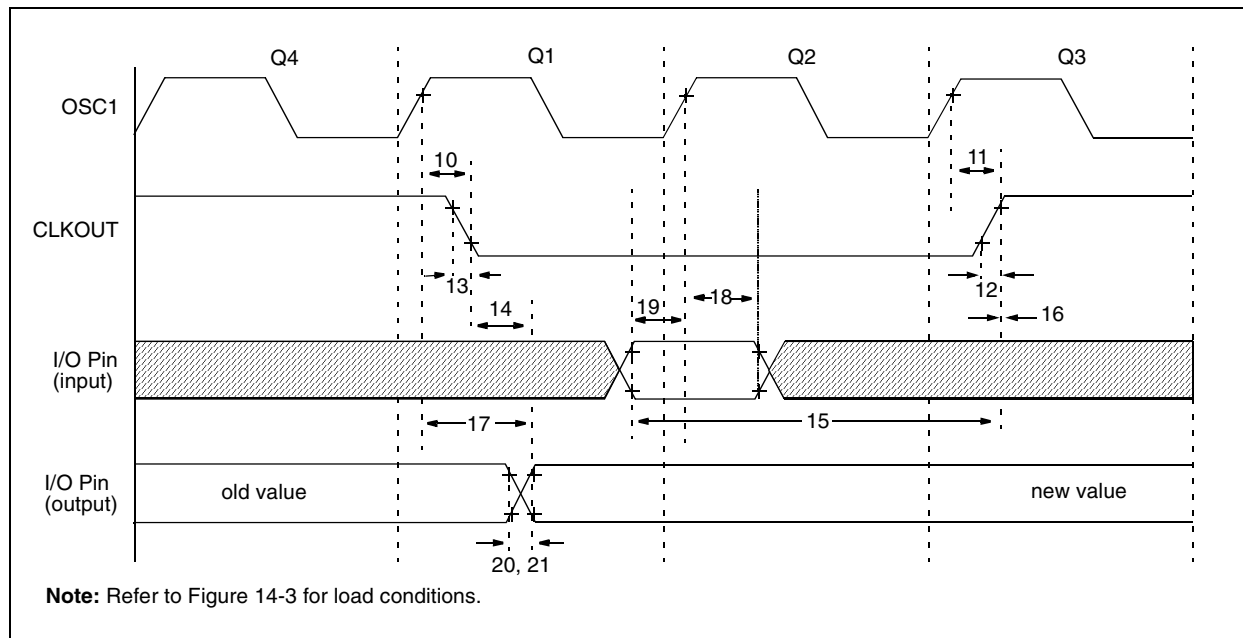 Q4 Q1 Q2 Q3
OSC1
10 11
CLKOUT
13 12
14 19 18 16
I/O Pin
(input)
17 15
I/O Pin
(output)
old value new value
20, 21
Note: Refer to Figure 14-3 for load conditions.